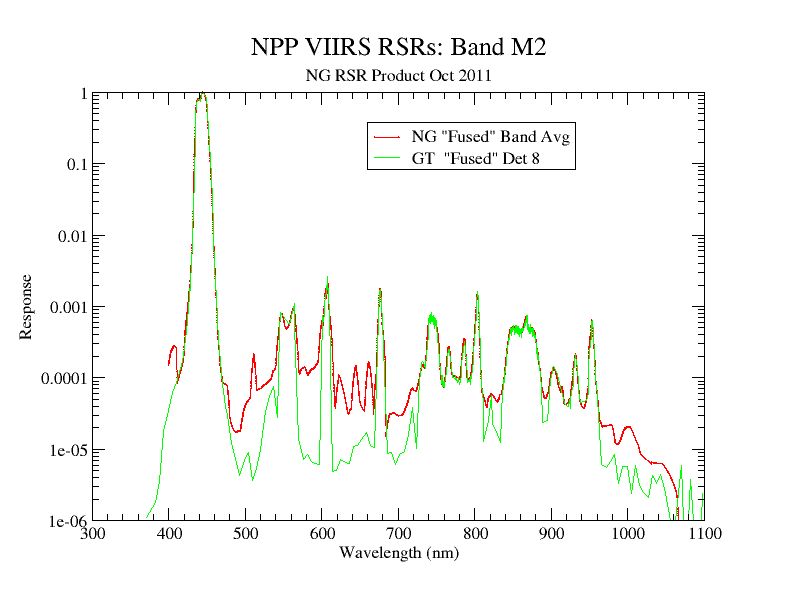 NPP VIIRS RSRs: Band M2
NG RSR Product Oct 2011
NG "Fused" Band Avg
GT "Fused" Det 8
Response
1
0.1
0.01
0.001
0.0001
1e-05
1e-06
300 400 500 600 700 800 900 1000 1100
Wavelength (nm)